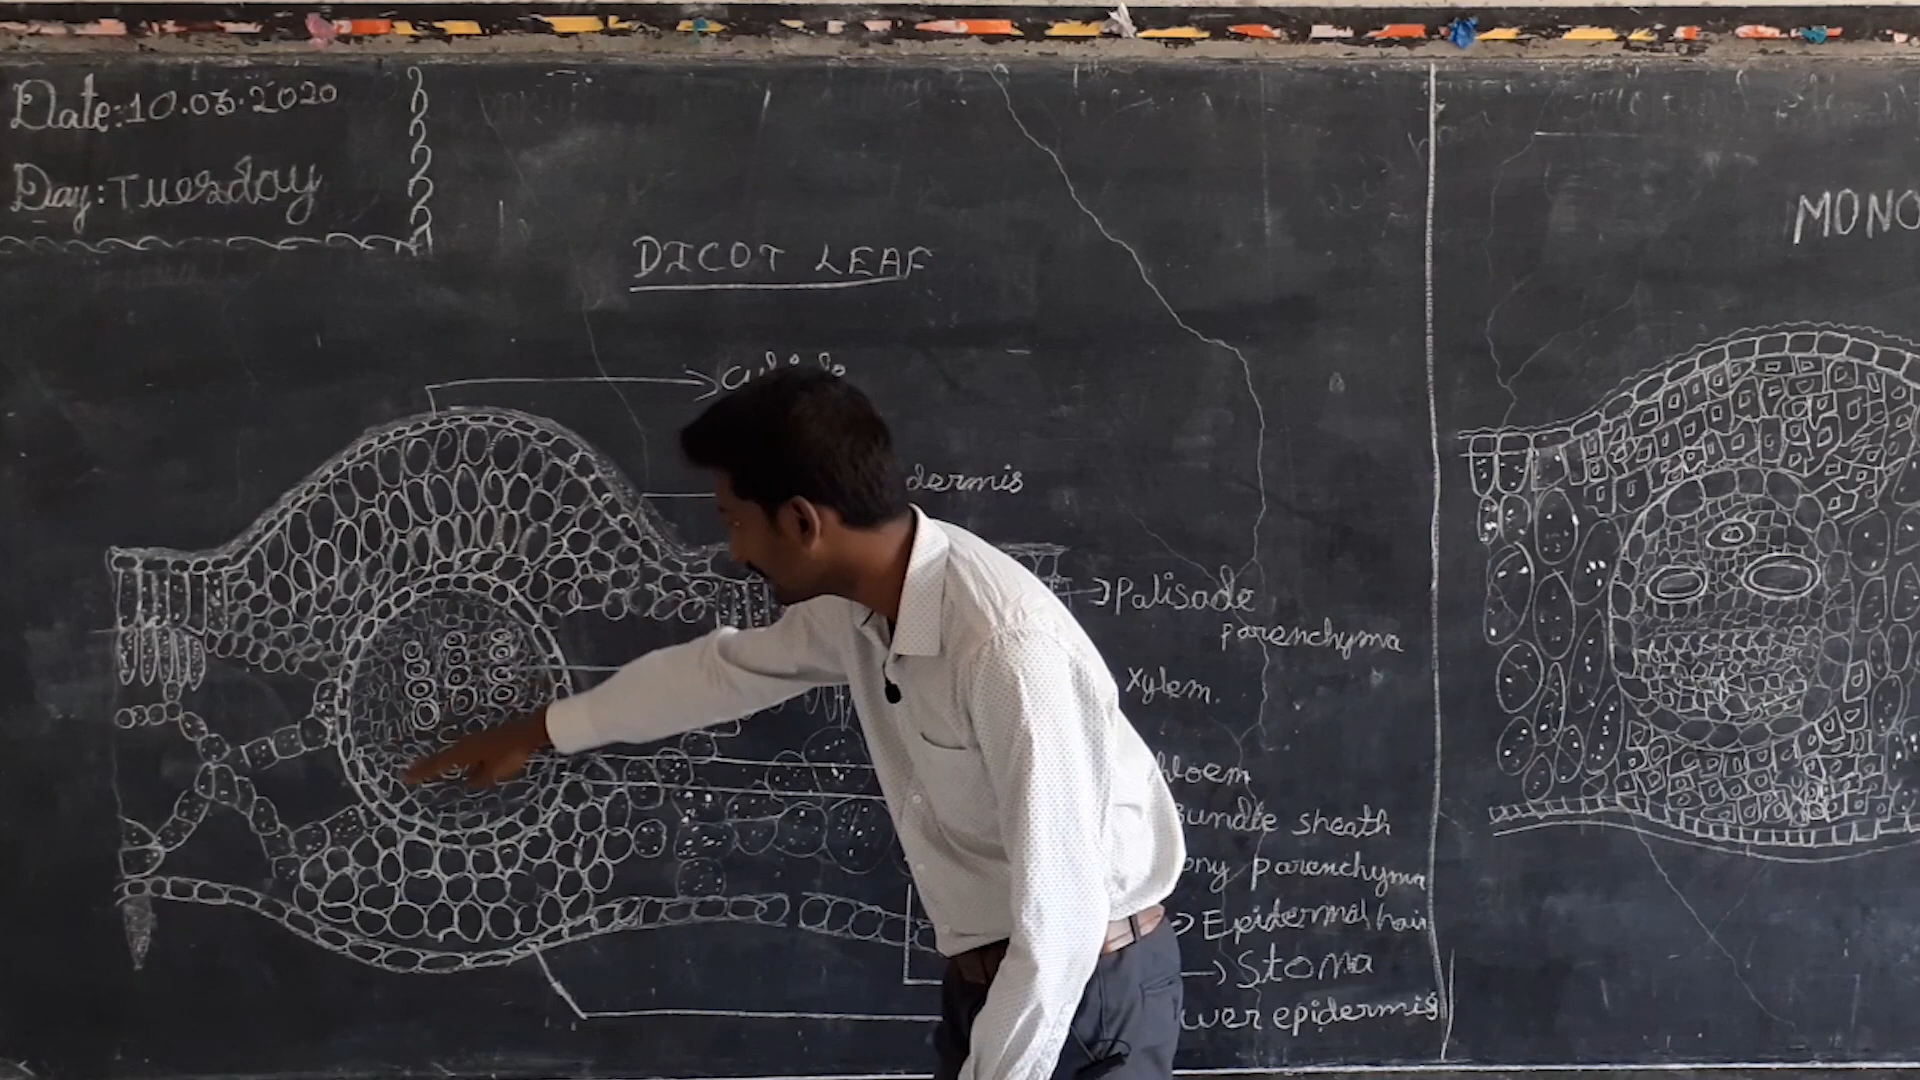 Date: 10.03.2020
Day: Tuesday
DICOT LEAF
MONO
dermis
Palisade
parenchyma
Xylem.
hloem
undle sheath
ony parenchyma
Epidermal hair
Stoma
wer epidermis